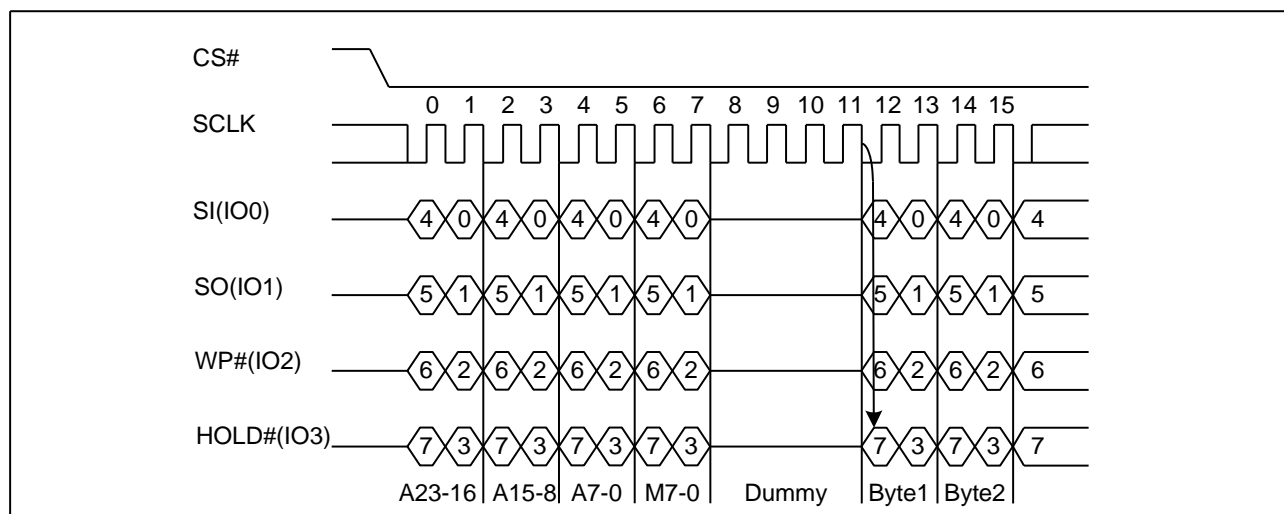 CS#
0 1 2 3 4 5 6 7 8 9 10 11 12 13 14 15
SCLK
SI(IO0) 4 0 4 0 4 0 4 0 4 0 4 0 4
SO(IO1) 5 1 5 1 5 1 5 1 5 1 5 1 5
WP#(IO2) 6 2 6 2 6 2 6 2 6 2 6 2 6
HOLD#(IO3) 7 3 7 3 7 3 7 3 7 3 7 3 7
A23-16 A15-8 A7-0 M7-0 Dummy Byte1 Byte2